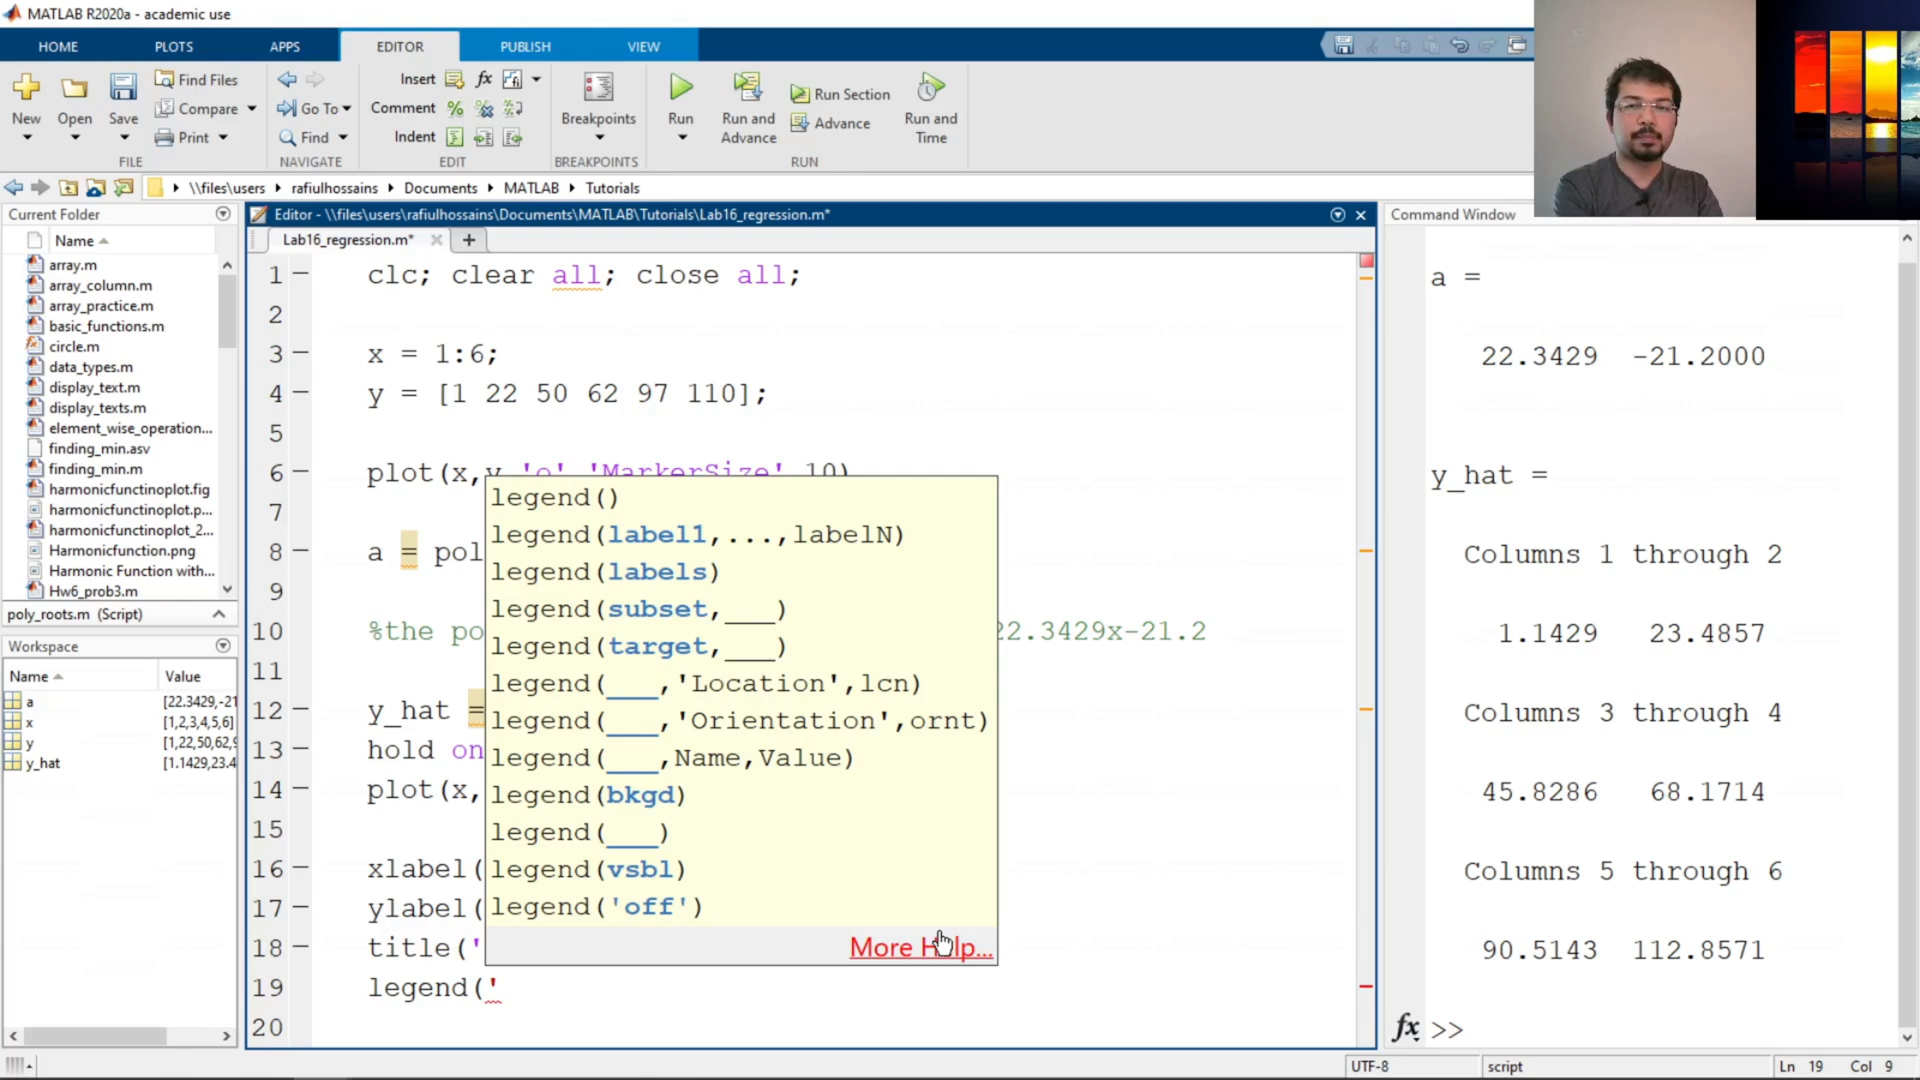 MATLAB R2020a - academic use
HOME PLOTS APPS EDITOR PUBLISH VIEW
New Open Save Find Files Compare Print
FILE
Go To Find
NAVIGATE
Insert fx
Comment %
Indent
EDIT
Breakpoints
BREAKPOINTS
Run Run and Advance Run Section Advance Run and Time
RUN
\\files\users rafiulhossains Documents MATLAB Tutorials
Current Folder
Name
array.m
array_column.m
array_practice.m
basic_functions.m
circle.m
data_types.m
display_text.m
display_texts.m
element_wise_operation...
finding_min.asv
finding_min.m
harmonicfunctinoplot.fig
harmonicfunctinoplot.p...
harmonicfunctinoplot_2...
Harmonicfunction.png
Harmonic Function with...
Hw6_prob3.m
poly_roots.m (Script)
Workspace
Name Value
a [22.3429,-21
x [1,2,3,4,5,6]
y [1,22,50,62,9
y_hat [1.1429,23.4
Editor - \\files\users\rafiulhossains\Documents\MATLAB\Tutorials\Lab16_regression.m*
Lab16_regression.m*
1 clc; clear all; close all;
2
3 x = 1:6;
4 y = [1 22 50 62 97 110];
5
6 plot(x,y,'o','MarkerSize',10)
7
8 a = pol
9
10 %the po 22.3429x-21.2
11
12 y_hat =
13 hold on
14 plot(x,
15
16 xlabel(
17 ylabel(
18 title('
19 legend('
20
legend()
legend(label1,...,labelN)
legend(labels)
legend(subset,___)
legend(target,___)
legend(___,'Location',lcn)
legend(___,'Orientation',ornt)
legend(___,Name,Value)
legend(bkgd)
legend(___)
legend(vsbl)
legend('off')
More Help...
Command Window
a =
22.3429 -21.2000
y_hat =
Columns 1 through 2
1.1429 23.4857
Columns 3 through 4
45.8286 68.1714
Columns 5 through 6
90.5143 112.8571
fx >>
UTF-8 script Ln 19 Col 9